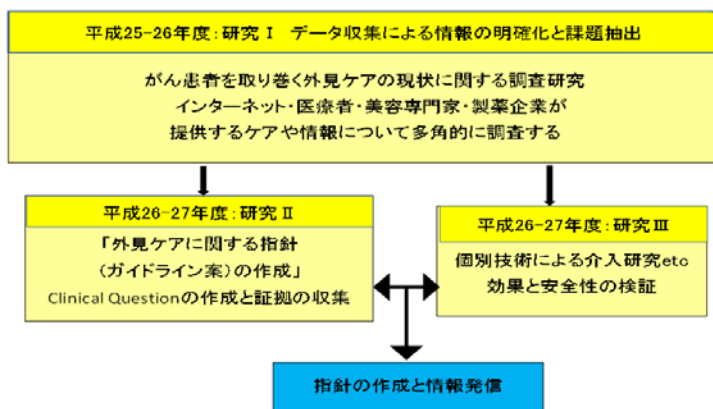 平成25-26年度:研究Ⅰ データ収集による情報の明確化と課題抽出
がん患者を取り巻く外見ケアの現状に関する調査研究
インターネット・医療者・美容専門家・製薬企業が
提供するケアや情報について多角的に調査する
平成26-27年度:研究Ⅱ
「外見ケアに関する指針
(ガイドライン案)の作成」
Clinical Questionの作成と証拠の収集
平成26-27年度:研究Ⅲ
個別技術による介入研究etc
効果と安全性の検証
指針の作成と情報発信